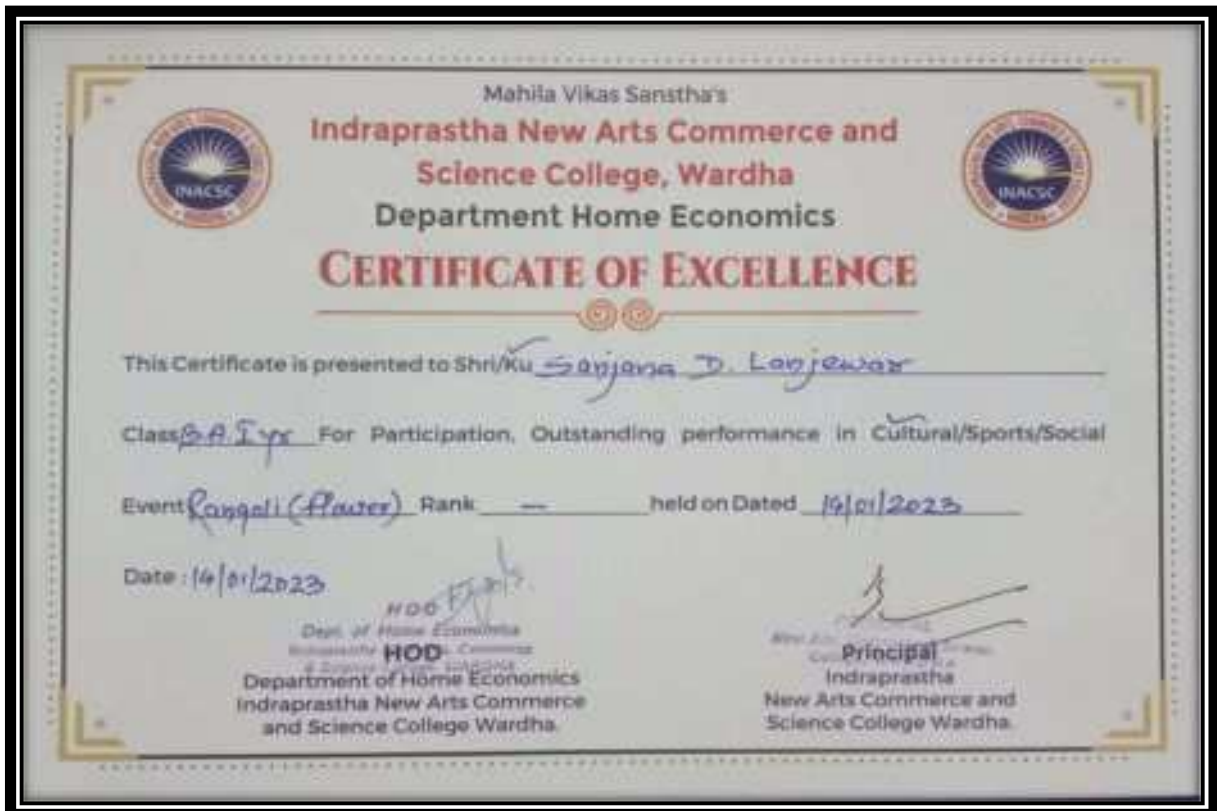 Mahila Vikas Sanstha's
Indraprastha New Arts Commerce and
Science College, Wardha
Department Home Economics
INACSC
INACSC
CERTIFICATE OF EXCELLENCE
This Certificate is presented to Shri/Ku Sanjana D. Lanjewar
Class B.A. I yr For Participation, Outstanding performance in Cultural/Sports/Social
Event Rangoli (flower) Rank — held on Dated 14/01/2023
Date : 14/01/2023
HOD
Dept. of Home Economics
HOD
Department of Home Economics
Indraprastha New Arts Commerce
and Science College Wardha.
Principal
Indraprastha
New Arts Commerce and
Science College Wardha.